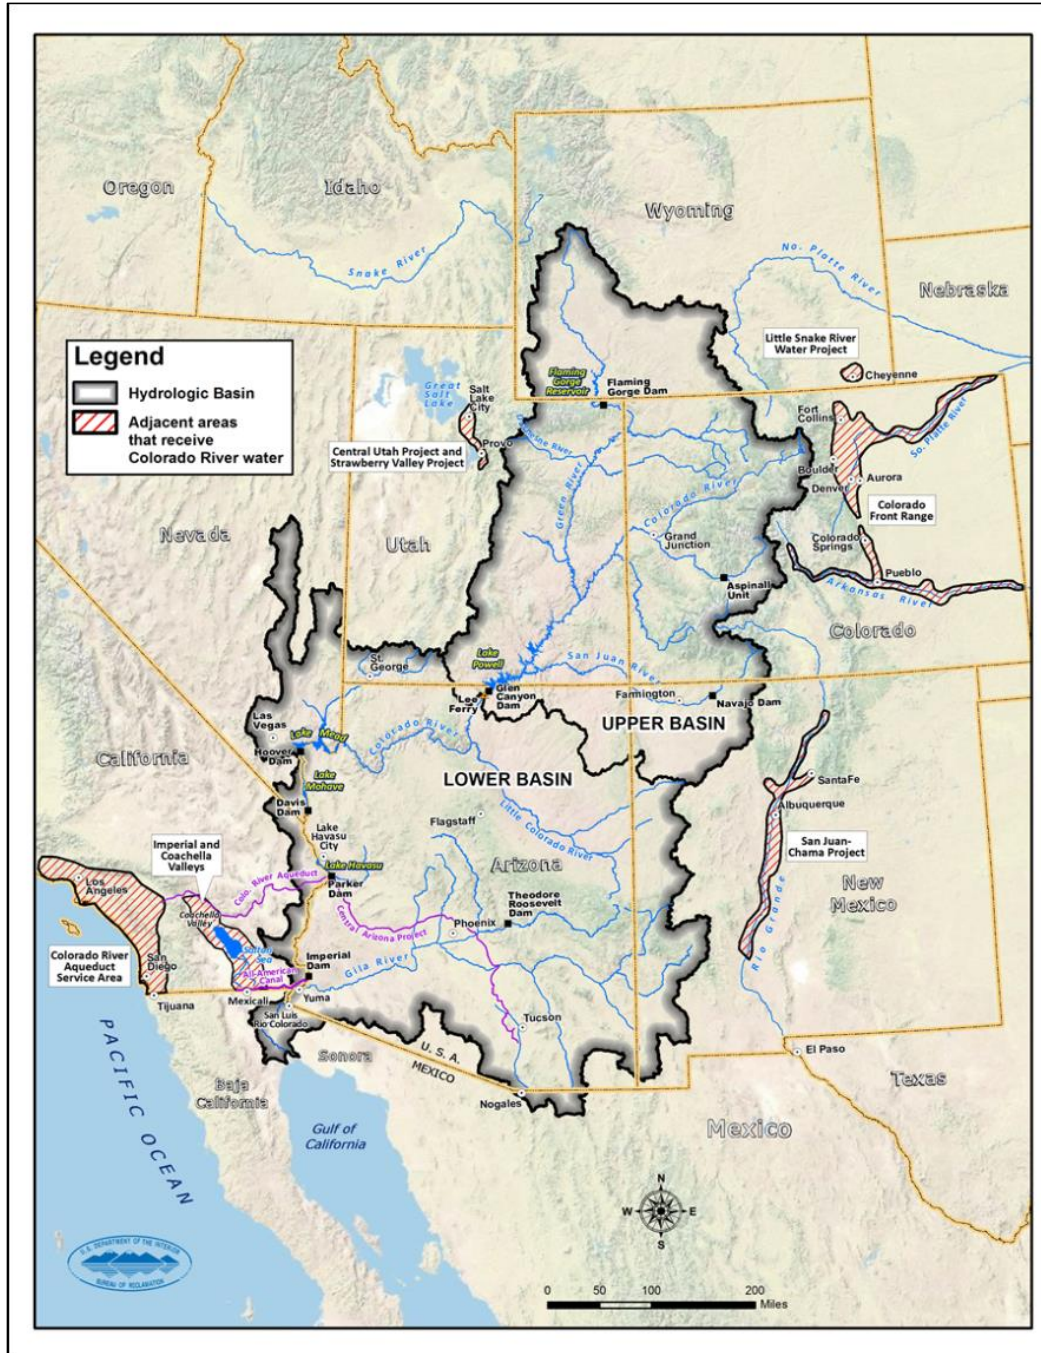 Oregon
Idaho
Wyoming
Snake River
No. Platte River
Nebraska
Legend
Hydrologic Basin
Adjacent areas
that receive
Colorado River water
Great
Salt
Lake
Salt
Lake
City
Provo
Central Utah Project and
Strawberry Valley Project
Flaming
Gorge
Reservoir
Flaming
Gorge Dam
Little Snake River
Water Project
Cheyenne
Fort
Collins
So. Platte River
Boulder
Denver
Aurora
Colorado
Front Range
Green River
Colorado River
Grand
Junction
Colorado
Springs
Pueblo
Aspinall
Unit
Arkansas River
Colorado
Nevada
Utah
St.
George
Lake
Powell
San Juan River
Lee
Ferry
Glen
Canyon
Dam
Farmington
Navajo Dam
UPPER BASIN
Las
Vegas
Lake Mead
Hoover
Dam
Colorado River
LOWER BASIN
California
Lake
Mohave
Davis
Dam
SantaFe
Albuquerque
San Juan-
Chama Project
Lake
Havasu
City
Flagstaff
Little Colorado River
Imperial and
Coachella
Valleys
Lake Havasu
Parker
Dam
Arizona
New
Mexico
Los
Angeles
Colo. River Aqueduct
Coachella
Valley
Central Arizona Project
Theodore
Roosevelt
Dam
Phoenix
Rio Grande
Colorado River
Aqueduct
Service Area
San
Diego
Salton
Sea
All-American
Canal
Imperial
Dam
Gila River
Tijuana
Mexicali
Yuma
San Luis
Rio Colorado
Tucson
Sonora
U. S. A.
MEXICO
El Paso
Texas
Baja
California
Nogales
Mexico
PACIFIC OCEAN
Gulf of
California
N
W E
S
U.S. DEPARTMENT OF THE INTERIOR
BUREAU OF RECLAMATION
0 50 100 200
Miles